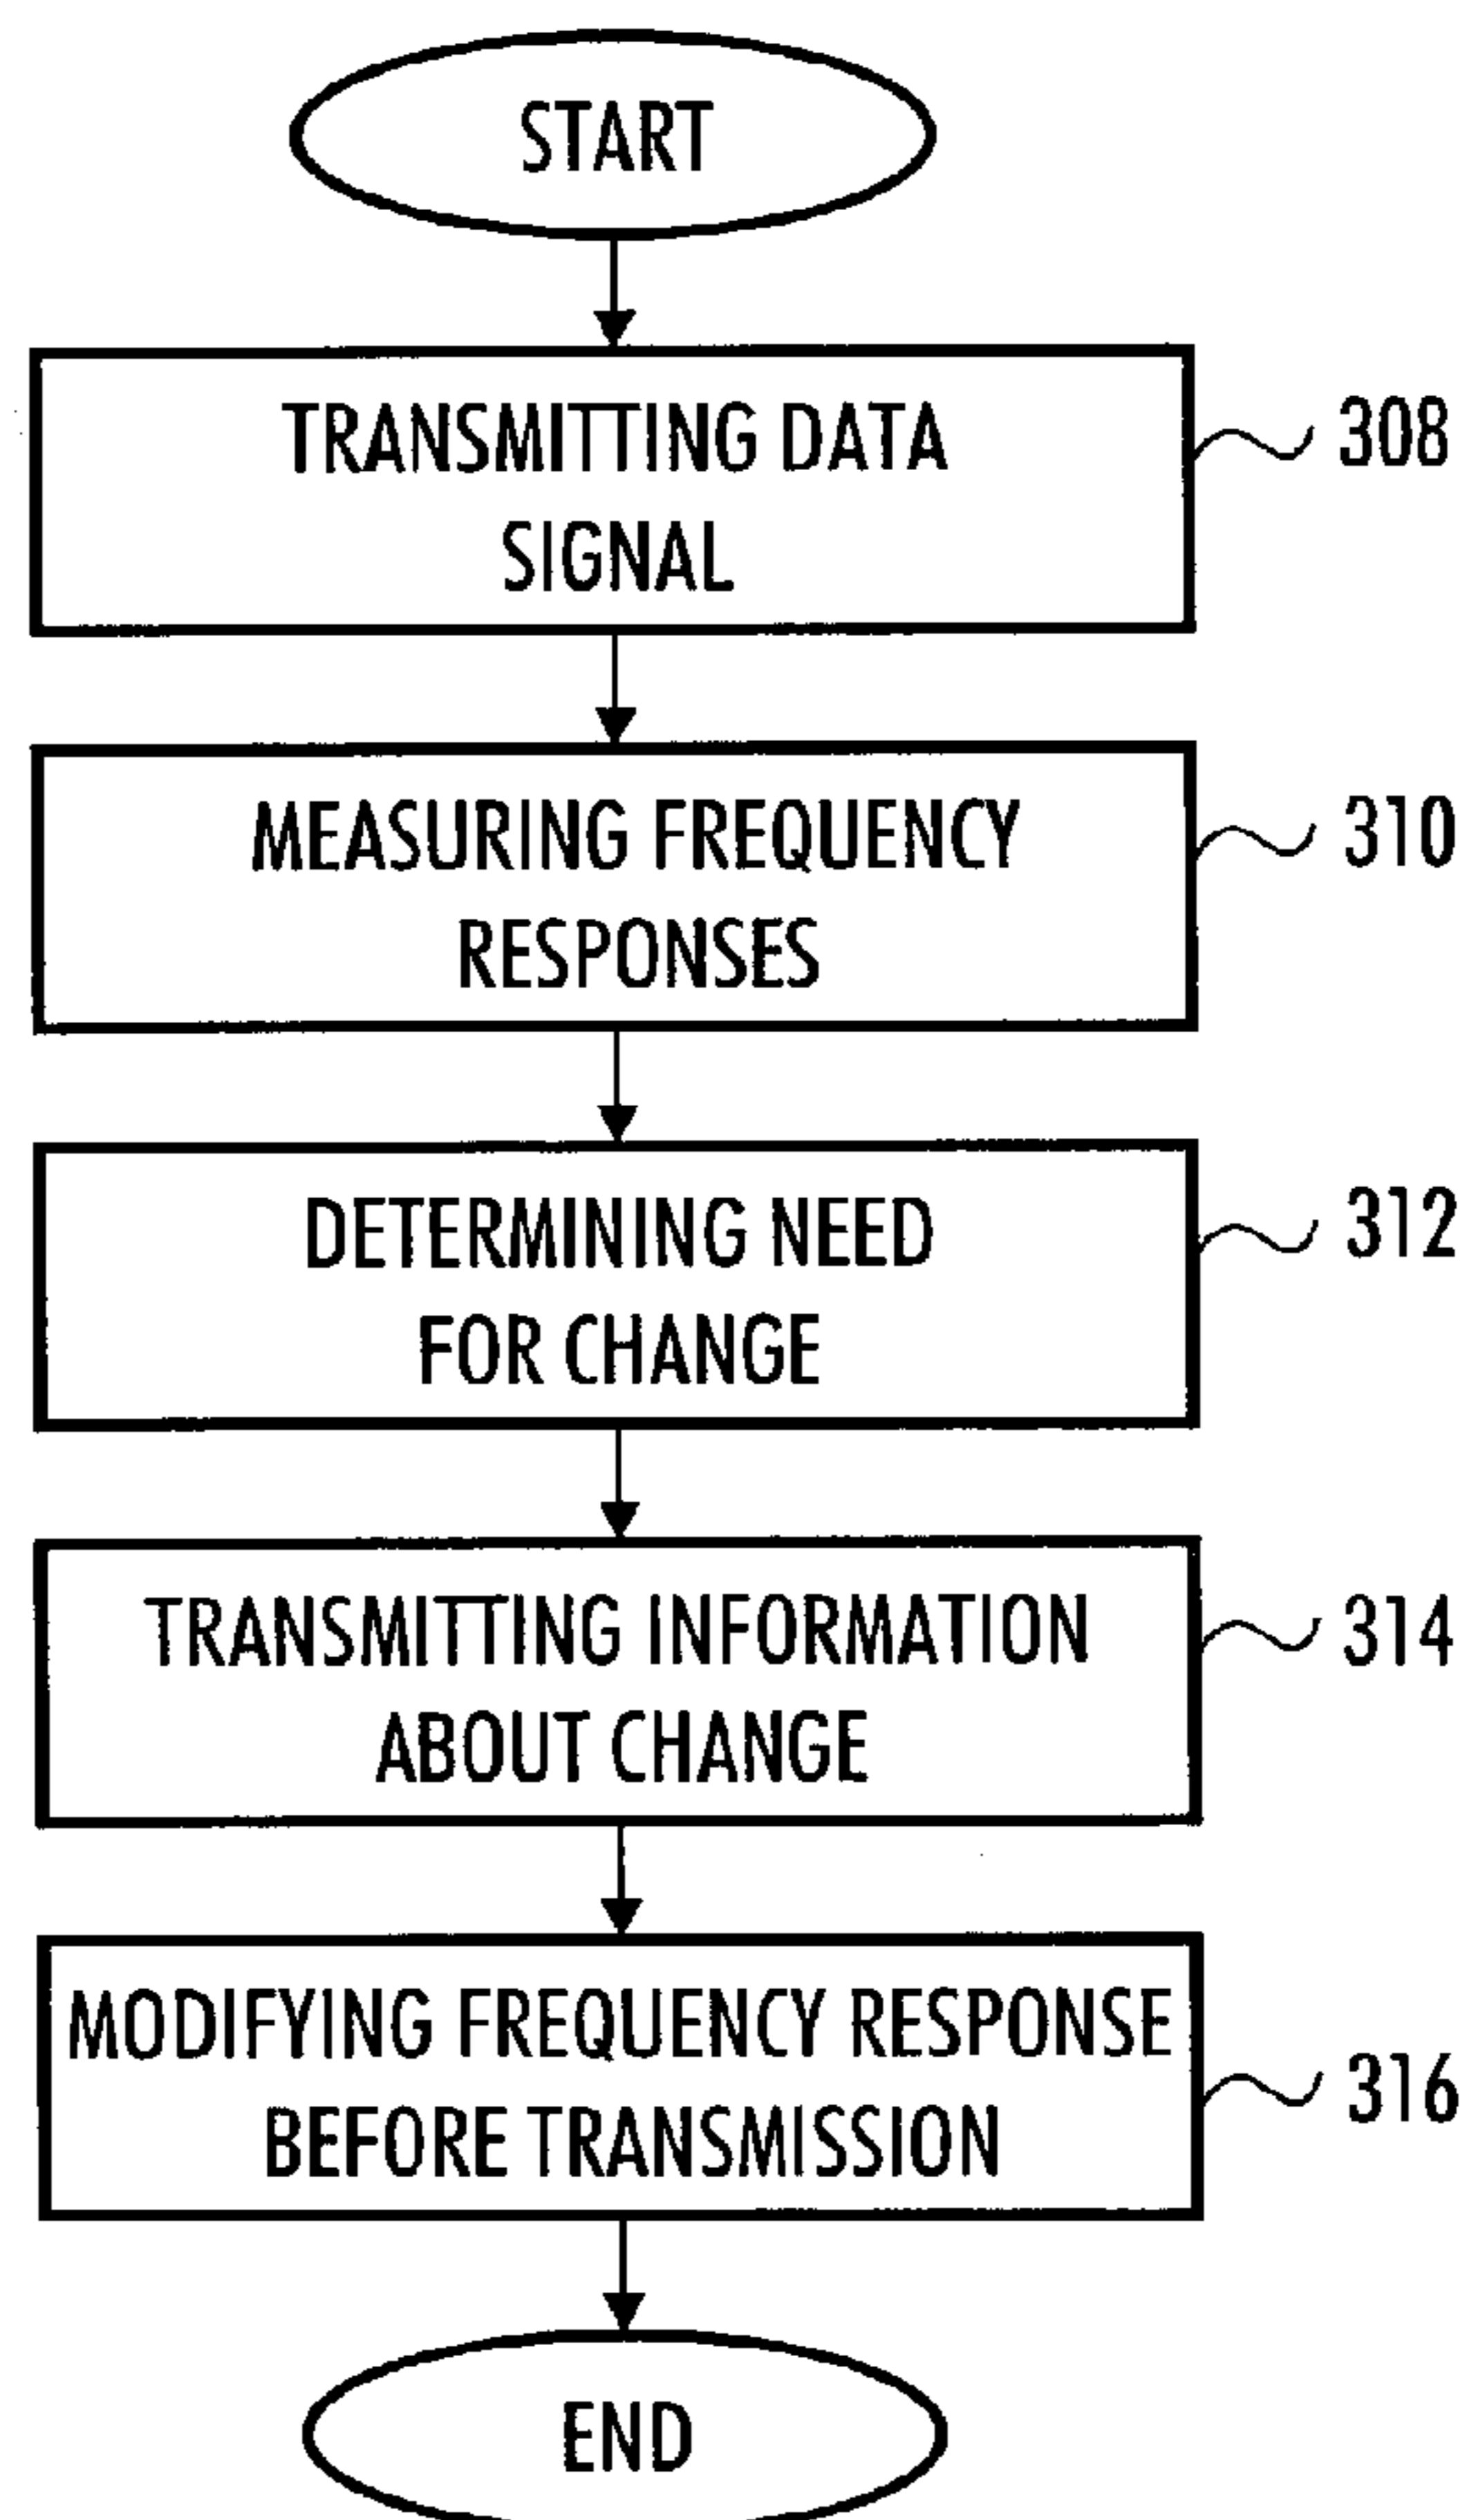 START
TRANSMITTING DATA
SIGNAL
308
MEASURING FREQUENCY
RESPONSES
310
DETERMINING NEED
FOR CHANGE
312
TRANSMITTING INFORMATION
ABOUT CHANGE
314
MODIFYING FREQUENCY RESPONSE
BEFORE TRANSMISSION
316
END